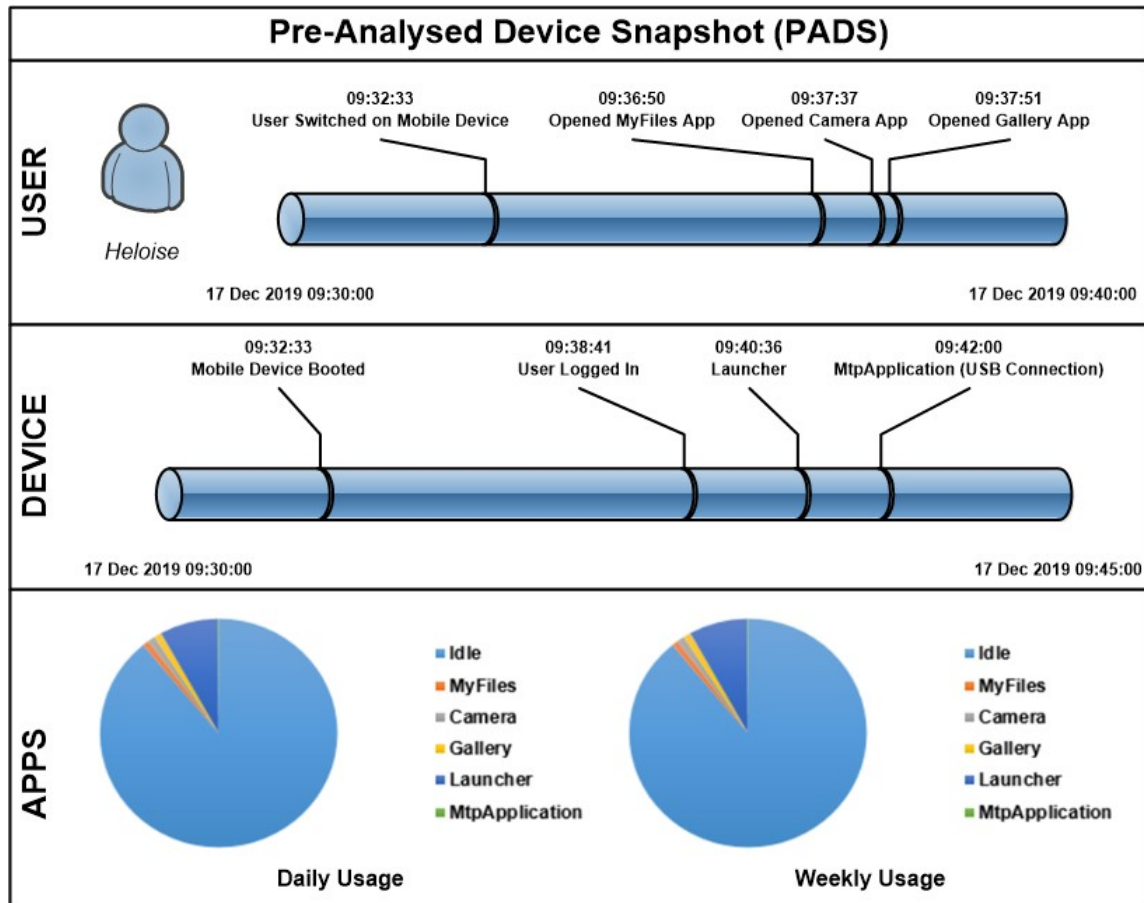 Pre-Analysed Device Snapshot (PADS)
USER
Heloise
09:32:33
User Switched on Mobile Device
09:36:50
Opened MyFiles App
09:37:37
Opened Camera App
09:37:51
Opened Gallery App
17 Dec 2019 09:30:00
17 Dec 2019 09:40:00
DEVICE
09:32:33
Mobile Device Booted
09:38:41
User Logged In
09:40:36
Launcher
09:42:00
MtpApplication (USB Connection)
17 Dec 2019 09:30:00
17 Dec 2019 09:45:00
APPS
Idle
MyFiles
Camera
Gallery
Launcher
MtpApplication
Daily Usage
Idle
MyFiles
Camera
Gallery
Launcher
MtpApplication
Weekly Usage